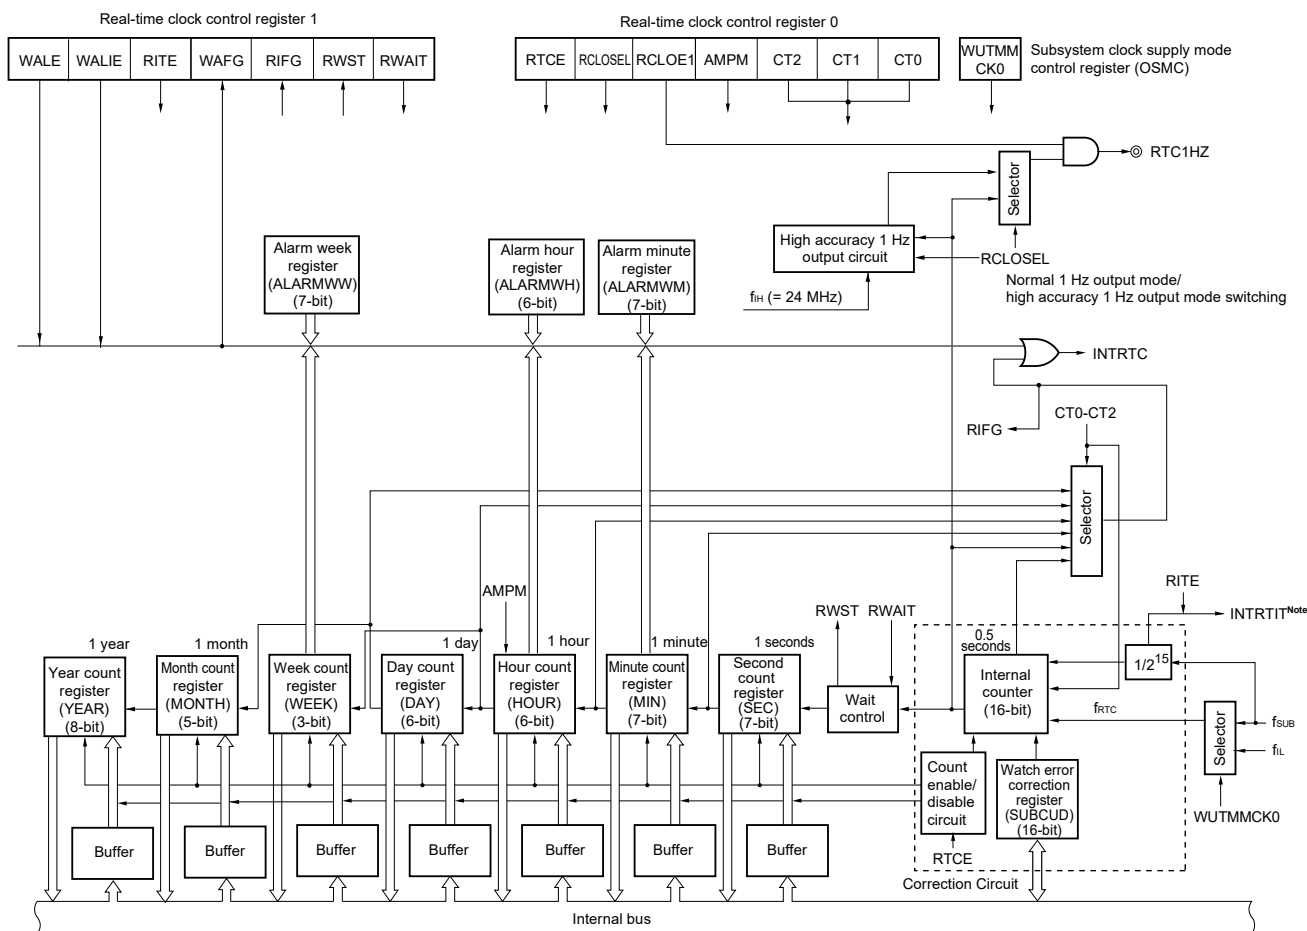 Real-time clock control register 1
Real-time clock control register 0
WALE WALIE RITE WAFG RIFG RWST RWAIT
RTCE RCLOSEL RCLOE1 AMPM CT2 CT1 CT0
WUTMM
CK0
Subsystem clock supply mode
control register (OSMC)
RTC1HZ
Selector
High accuracy 1 Hz
output circuit
RCLOSEL
Normal 1 Hz output mode/
high accuracy 1 Hz output mode switching
fIH (= 24 MHz)
Alarm week
register
(ALARMWW)
(7-bit)
Alarm hour
register
(ALARMWH)
(6-bit)
Alarm minute
register
(ALARMWM)
(7-bit)
INTRTC
RIFG
CT0-CT2
Selector
AMPM
RWST
RWAIT
RITE
INTRTIT Note
1 year
1 month
1 day
1 hour
1 minute
1 seconds
0.5
seconds
Year count
register
(YEAR)
(8-bit)
Month count
register
(MONTH)
(5-bit)
Week count
register
(WEEK)
(3-bit)
Day count
register
(DAY)
(6-bit)
Hour count
register
(HOUR)
(6-bit)
Minute count
register
(MIN)
(7-bit)
Second
count
register
(SEC)
(7-bit)
Wait
control
Internal
counter
(16-bit)
1/2^15
fRTC
Selector
fSUB
fIL
WUTMMCK0
Count
enable/
disable
circuit
Watch error
correction
register
(SUBCUD)
(16-bit)
RTCE
Correction Circuit
Buffer
Buffer
Buffer
Buffer
Buffer
Buffer
Buffer
Internal bus